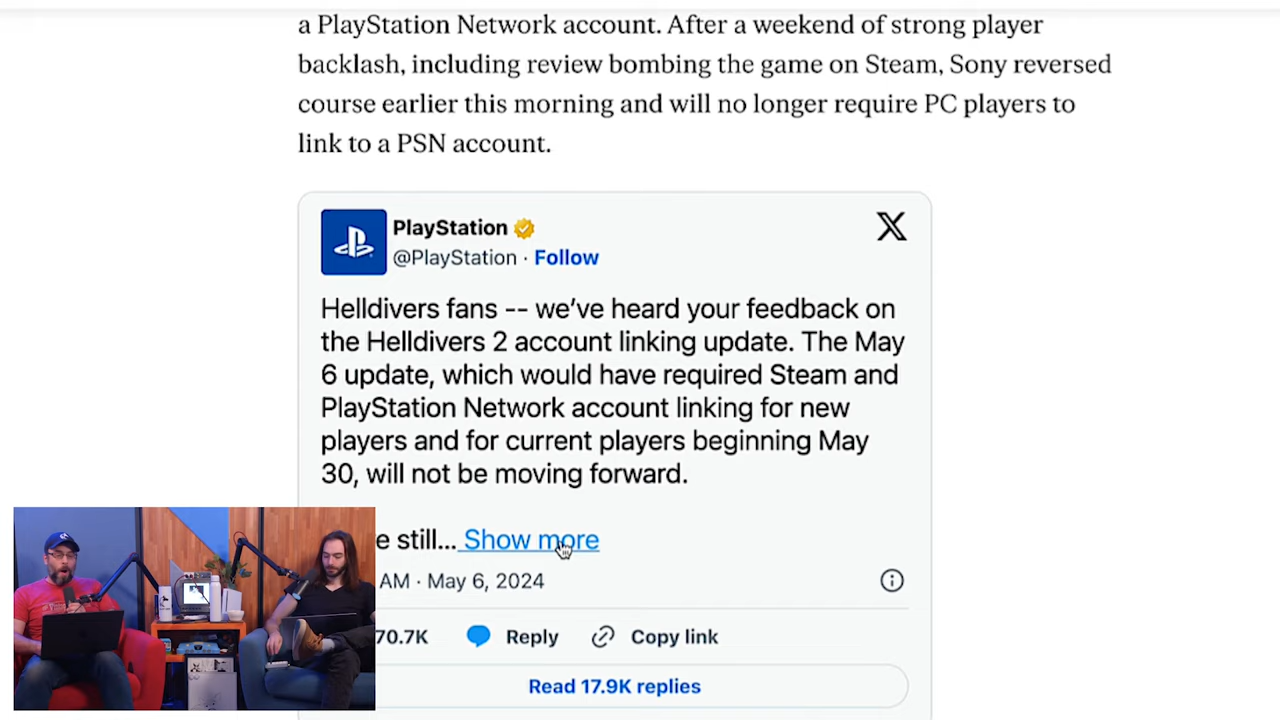 a PlayStation Network account. After a weekend of strong player
backlash, including review bombing the game on Steam, Sony reversed
course earlier this morning and will no longer require PC players to
link to a PSN account.
PlayStation
@PlayStation · Follow
X
Helldivers fans -- we've heard your feedback on
the Helldivers 2 account linking update. The May
6 update, which would have required Steam and
PlayStation Network account linking for new
players and for current players beginning May
30, will not be moving forward.
e still... Show more
AM · May 6, 2024
70.7K Reply Copy link
Read 17.9K replies